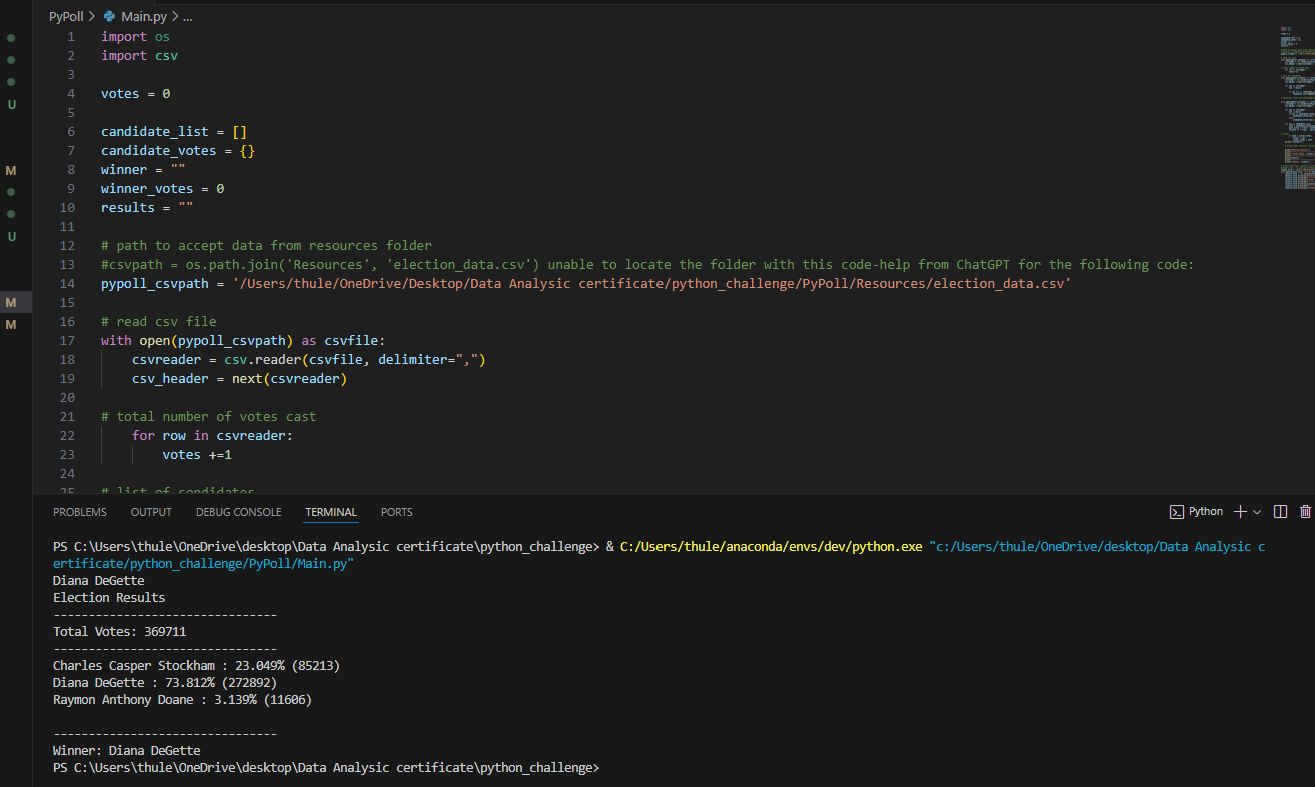 PyPoll > Main.py > ...
U
M
U
M
M
1 import os
2 import csv
3
4 votes = 0
5
6 candidate_list = []
7 candidate_votes = {}
8 winner = ""
9 winner_votes = 0
10 results = ""
11
12 # path to accept data from resources folder
13 #csvpath = os.path.join('Resources', 'election_data.csv') unable to locate the folder with this code-help from ChatGPT for the following code:
14 pypoll_csvpath = '/Users/thule/OneDrive/Desktop/Data Analysic certificate/python_challenge/PyPoll/Resources/election_data.csv'
15
16 # read csv file
17 with open(pypoll_csvpath) as csvfile:
18 csvreader = csv.reader(csvfile, delimiter=",")
19 csv_header = next(csvreader)
20
21 # total number of votes cast
22 for row in csvreader:
23 votes +=1
24
25 # list of condidates
PROBLEMS OUTPUT DEBUG CONSOLE TERMINAL PORTS Python
PS C:\Users\thule\OneDrive\desktop\Data Analysic certificate\python_challenge> & C:/Users/thule/anaconda/envs/dev/python.exe "c:/Users/thule/OneDrive/desktop/Data Analysic c
ertificate/python_challenge/PyPoll/Main.py"
Diana DeGette
Election Results
--------------------------------
Total Votes: 369711
--------------------------------
Charles Casper Stockham : 23.049% (85213)
Diana DeGette : 73.812% (272892)
Raymon Anthony Doane : 3.139% (11606)
--------------------------------
Winner: Diana DeGette
PS C:\Users\thule\OneDrive\desktop\Data Analysic certificate\python_challenge>